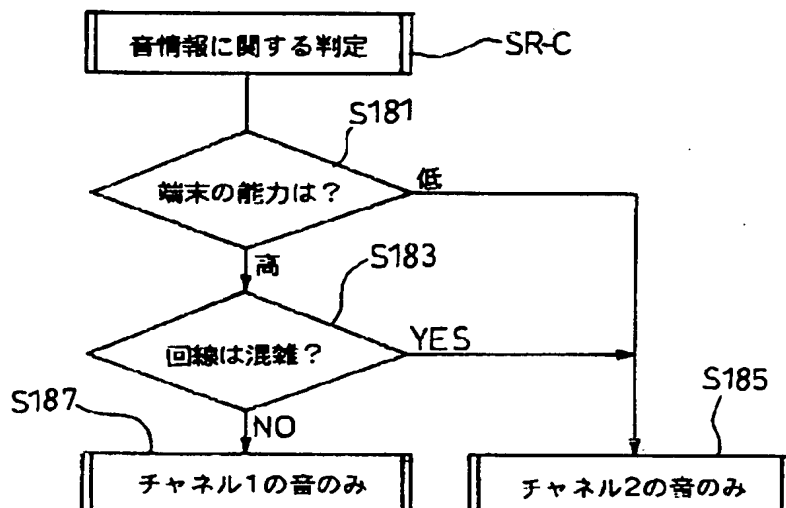 音情報に関する判定
SR-C
S181
端末の能力は？
低
高
S183
回線は混雑？
YES
S187
NO
S185
チャネル1の音のみ
チャネル2の音のみ